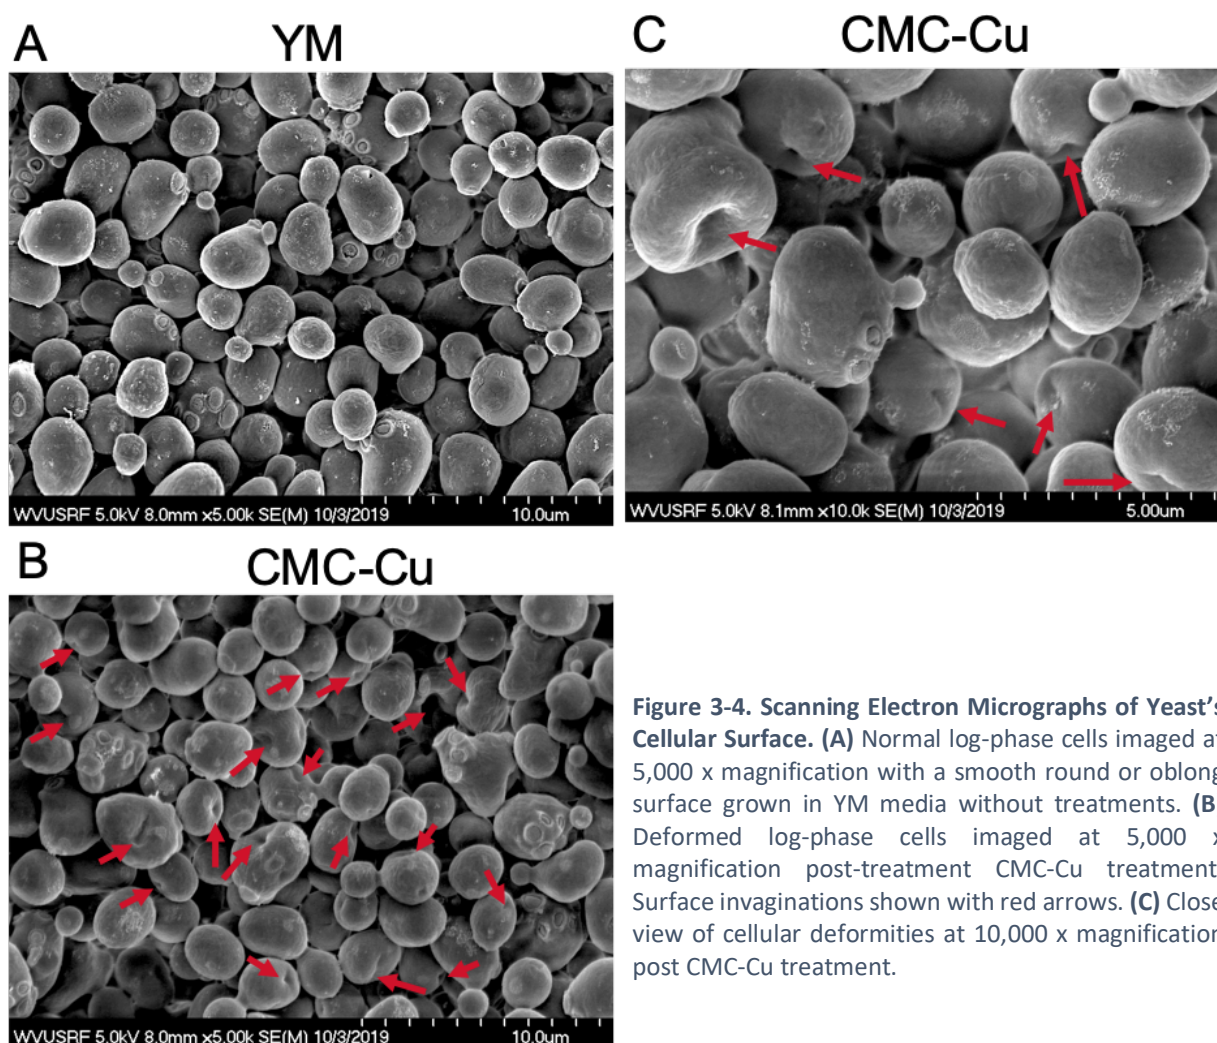 A
YM
WVUSRF 5.0kV 8.0mm x5.00k SE(M) 10/3/2019
10.0um
C
CMC-Cu
WVUSRF 5.0kV 8.1mm x10.0k SE(M) 10/3/2019
5.00um
B
CMC-Cu
WVUSRF 5.0kV 8.0mm x5.00k SE(M) 10/3/2019
10.0um
Figure 3-4. Scanning Electron Micrographs of Yeast's
Cellular Surface. (A) Normal log-phase cells imaged at
5,000 x magnification with a smooth round or oblong
surface grown in YM media without treatments. (B
Deformed log-phase cells imaged at 5,000 x
magnification post-treatment CMC-Cu treatment
Surface invaginations shown with red arrows. (C) Close
view of cellular deformities at 10,000 x magnification
post CMC-Cu treatment.